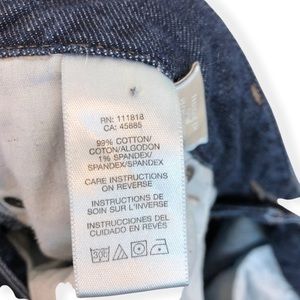 RN: 111818
CA: 45885
99% COTTON/
COTON/ALGODON
1% SPANDEX/
SPANDEX/SPANDEX
CARE INSTRUCTIONS
ON REVERSE
INSTRUCTIONS DE
SOIN SUR L'INVERSE
INSTRUCCIONES DEL
CUIDADO EN REVÉS